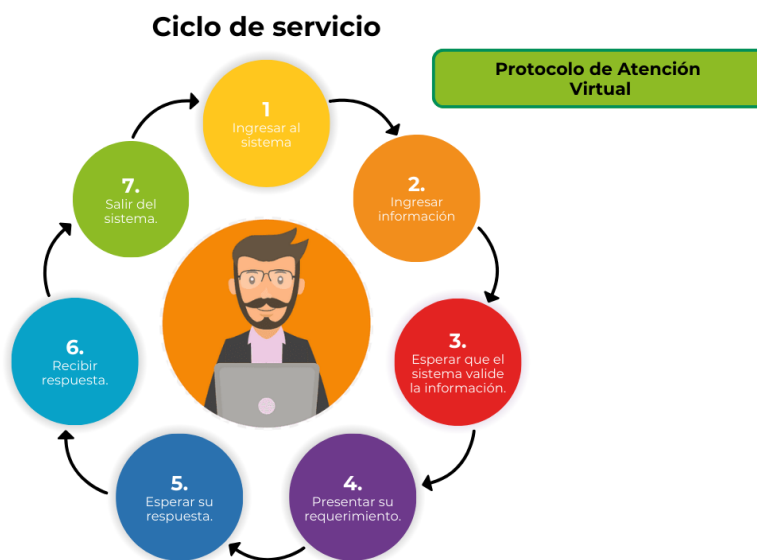 Ciclo de servicio
Protocolo de Atención
Virtual
1
Ingresar al
sistema
2.
Ingresar
información
3.
Esperar que el
sistema valide
la información.
4.
Presentar su
requerimiento.
5.
Esperar su
respuesta.
6.
Recibir
respuesta.
7.
Salir del
sistema.